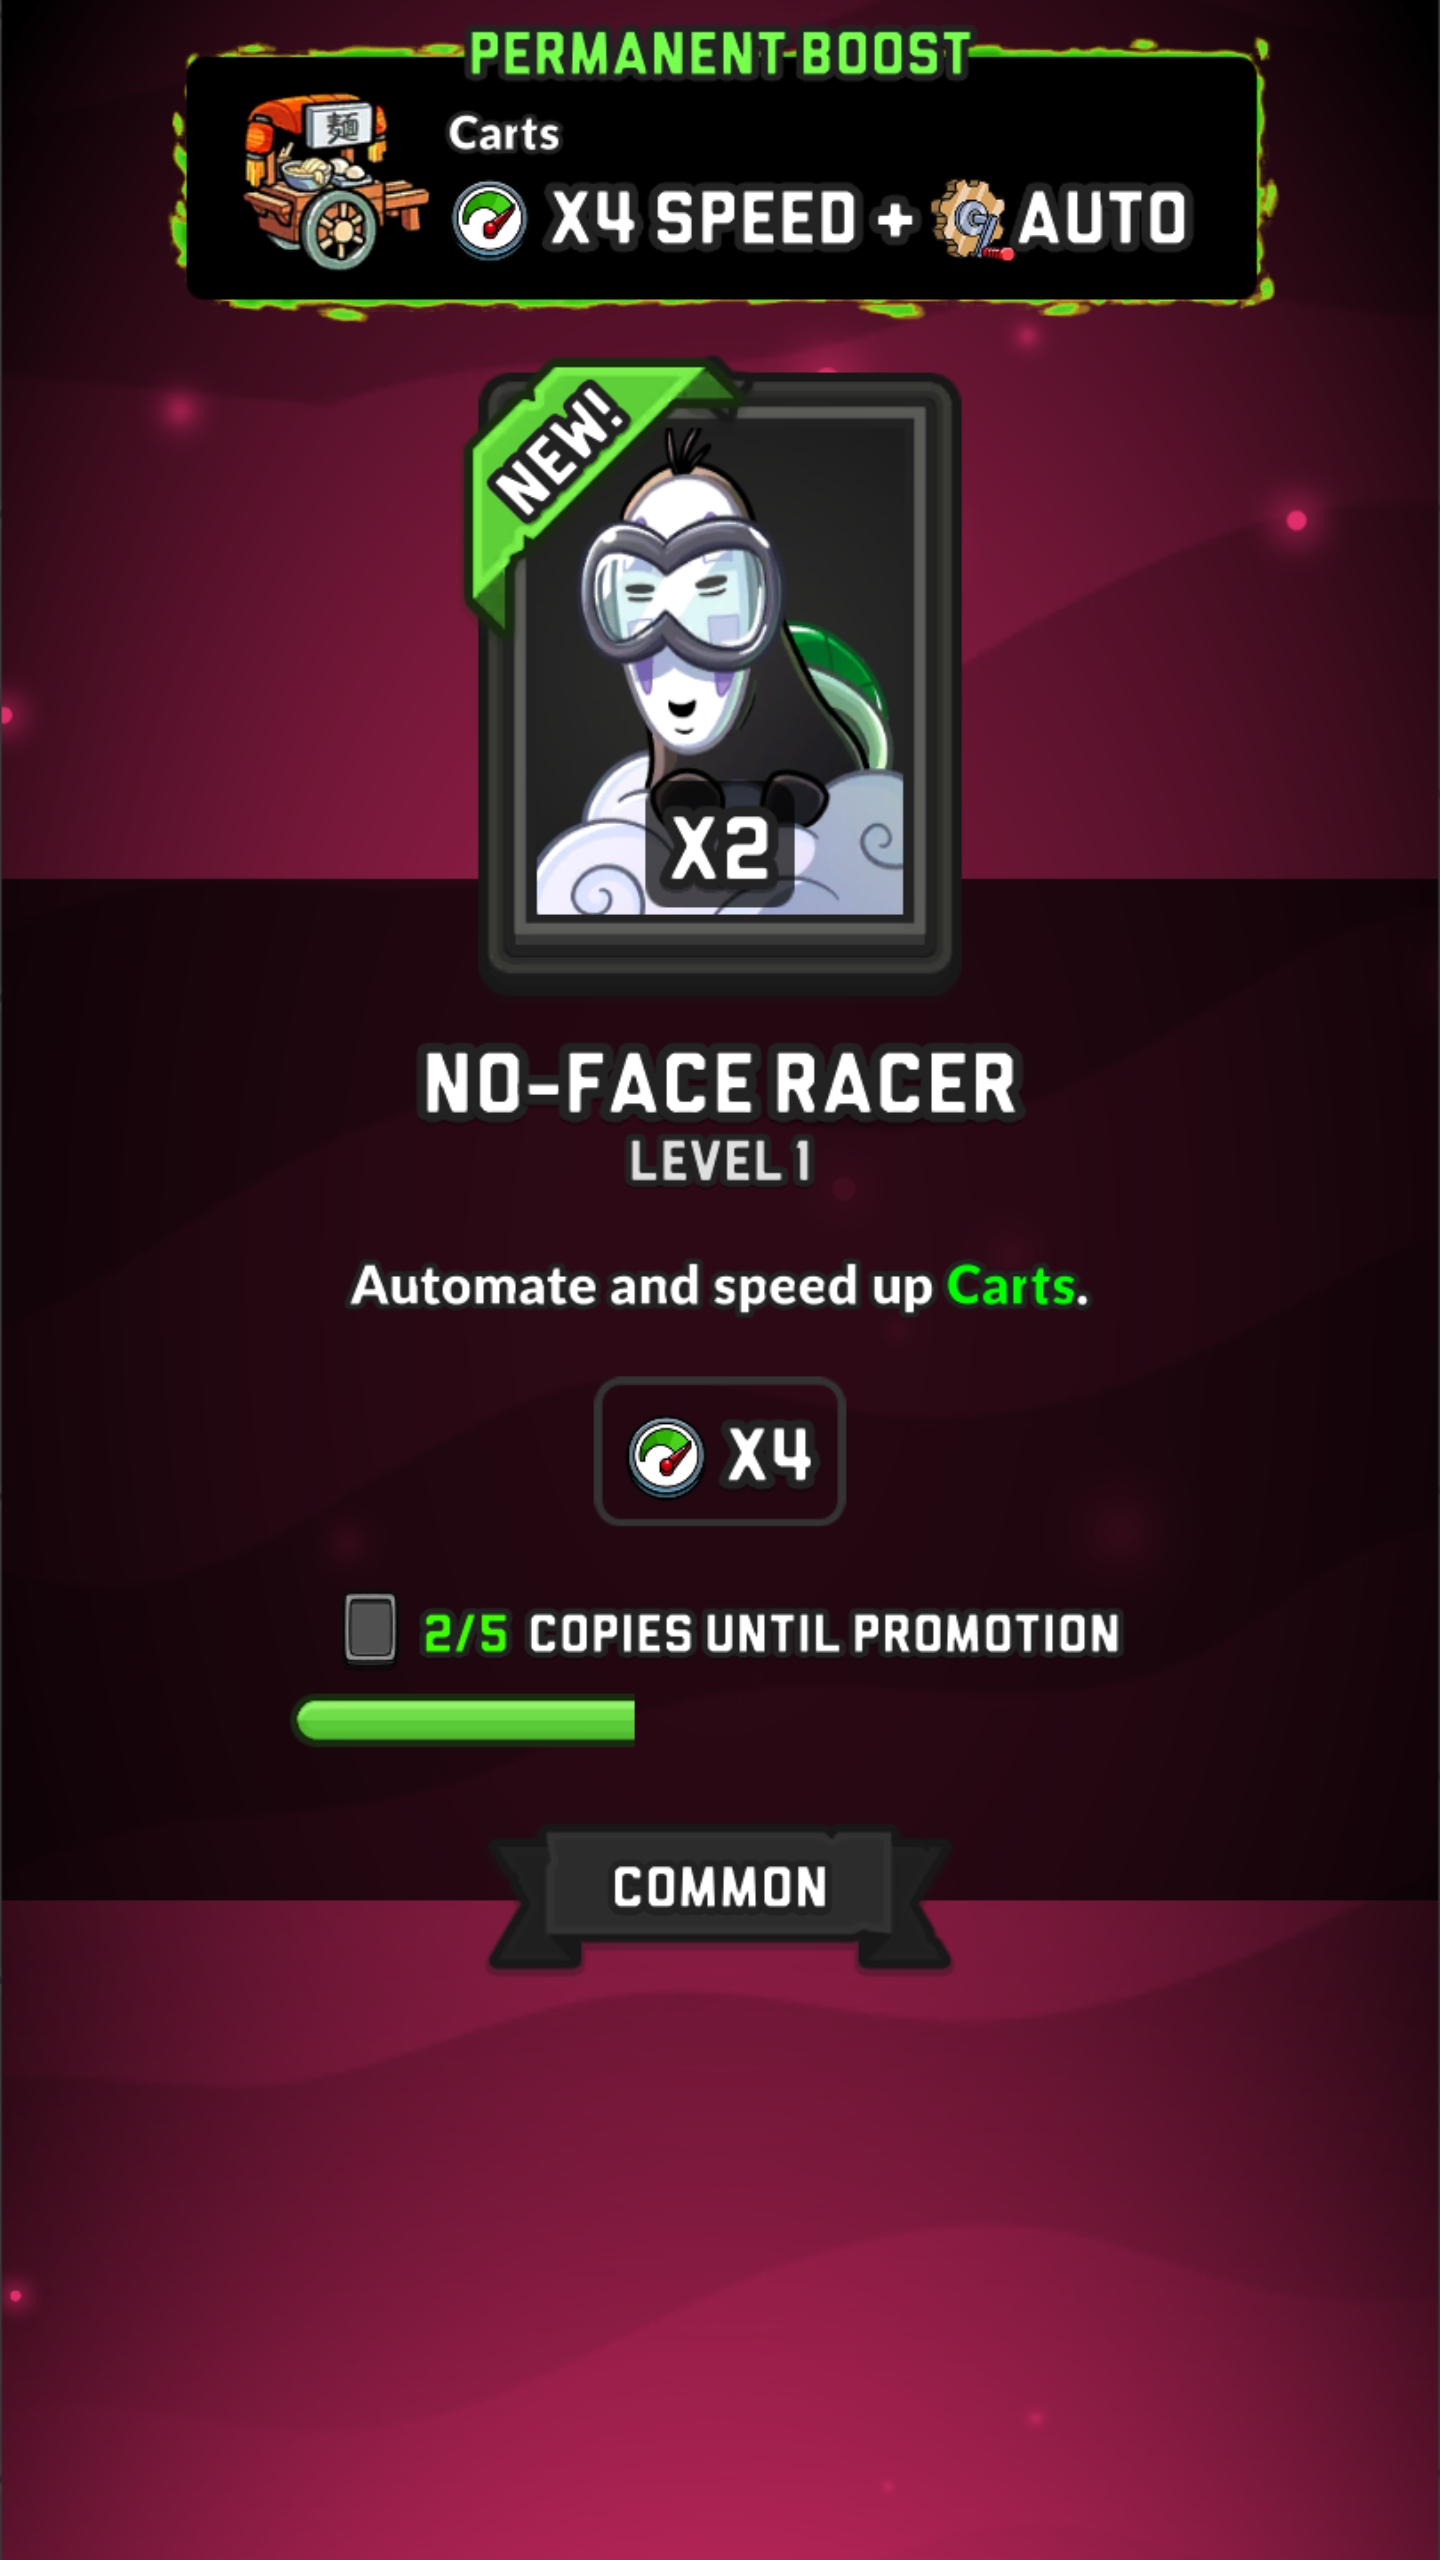 PERMANENT BOOST
麺
Carts
X4 SPEED + AUTO
NEW!
X2
NO-FACE RACER
LEVEL 1
Automate and speed up Carts.
X4
2/5 COPIES UNTIL PROMOTION
COMMON